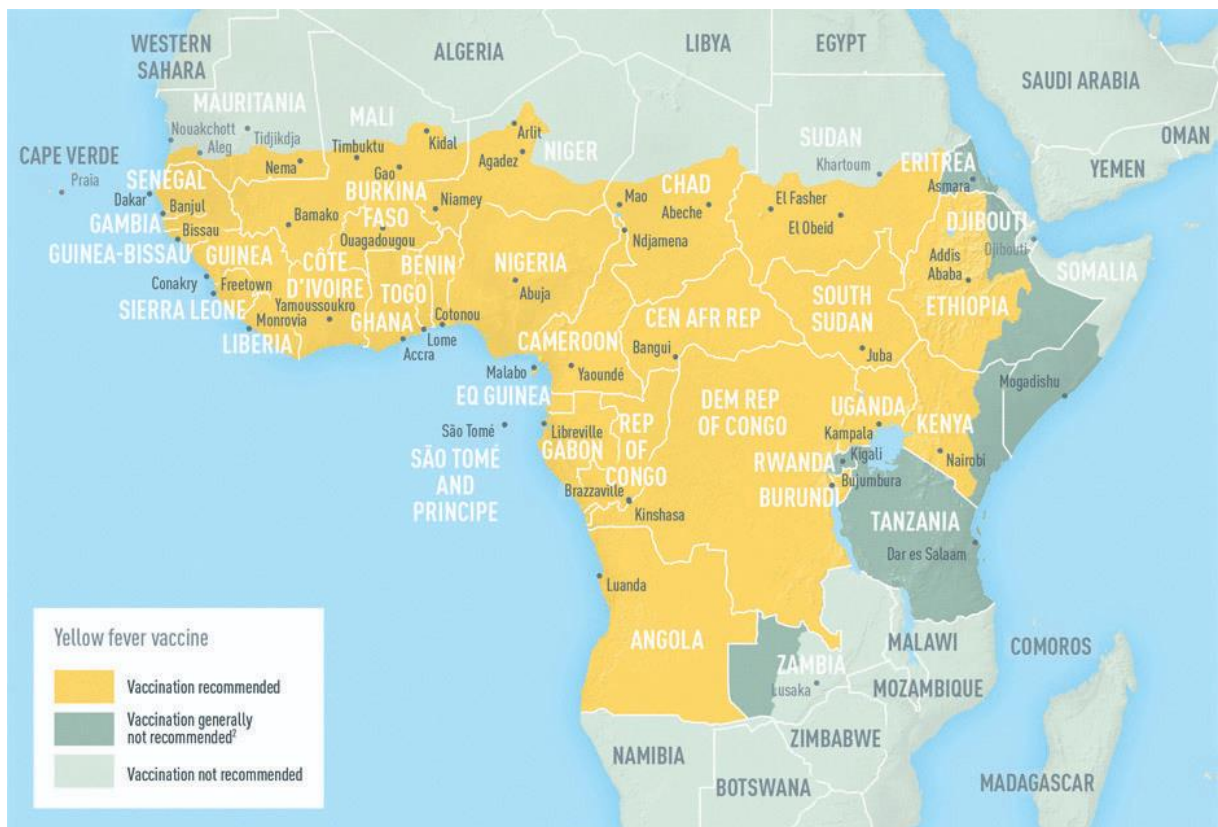 WESTERN
SAHARA
ALGERIA
LIBYA
EGYPT
SAUDI ARABIA
OMAN
YEMEN
MAURITANIA
Nouakchott
Aleg
Tidjikdja
Nema
MALI
Timbuktu
Kidal
Gao
Arlit
Agadez
NIGER
SUDAN
Khartoum
ERITREA
Asmara
CAPE VERDE
Praia
SENEGAL
Dakar
Banjul
GAMBIA
Bissau
GUINEA-BISSAU
GUINEA
Bamako
BURKINA
FASO
Ouagadougou
Niamey
CHAD
Mao
Abeche
Ndjamena
El Fasher
El Obeid
DJIBOUTI
Djibouti
Addis
Ababa
SOMALIA
ETHIOPIA
Conakry
Freetown
SIERRA LEONE
Monrovia
LIBERIA
CÔTE
D'IVOIRE
Yamoussoukro
GHANA
TOGO
BENIN
Cotonou
Lome
Accra
NIGERIA
Abuja
CAMEROON
Malabo
Yaoundé
CEN AFR REP
Bangui
SOUTH
SUDAN
Juba
EQ GUINEA
São Tomé
SÃO TOMÉ
AND
PRINCIPE
Libreville
GABON
REP
OF
CONGO
Brazzaville
Kinshasa
DEM REP
OF CONGO
UGANDA
Kampala
KENYA
Nairobi
Mogadishu
RWANDA
Kigali
BURUNDI
Bujumbura
TANZANIA
Dar es Salaam
Luanda
ANGOLA
ZAMBIA
Lusaka
MALAWI
COMOROS
MOZAMBIQUE
ZIMBABWE
NAMIBIA
BOTSWANA
MADAGASCAR
Yellow fever vaccine
Vaccination recommended
Vaccination generally
not recommended²
Vaccination not recommended